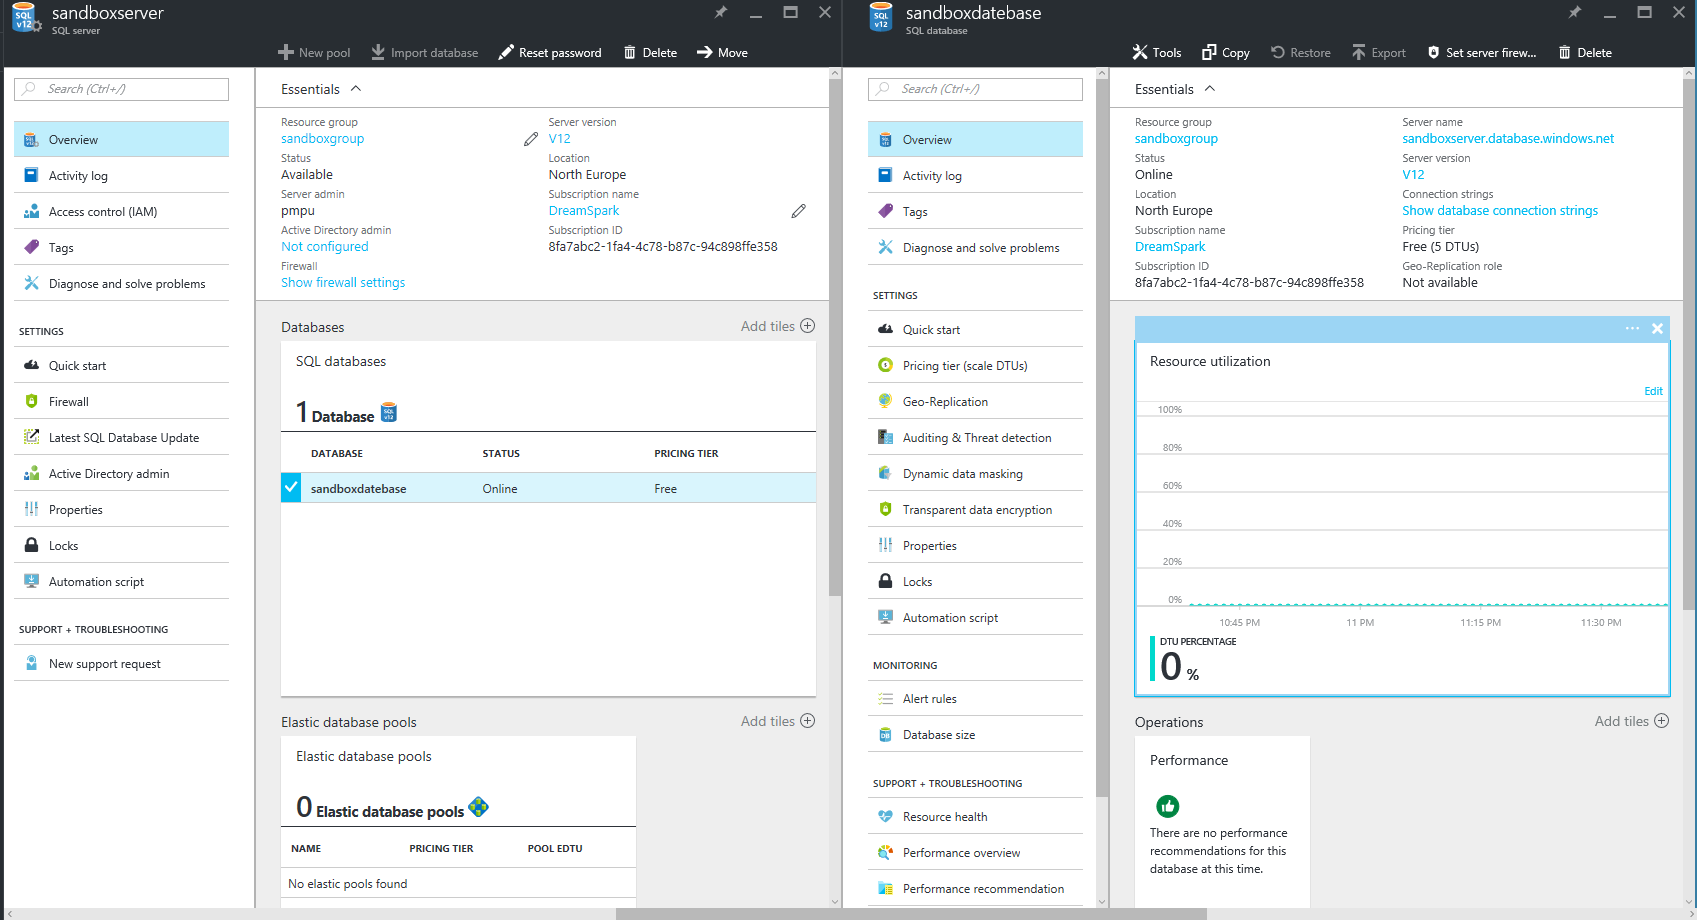 sandboxserver
SQL server
New pool
Import database
Reset password
Delete
Move
Search (Ctrl+/)
Overview
Activity log
Access control (IAM)
Tags
Diagnose and solve problems
SETTINGS
Quick start
Firewall
Latest SQL Database Update
Active Directory admin
Properties
Locks
Automation script
SUPPORT + TROUBLESHOOTING
New support request
Essentials
Resource group
sandboxgroup
Status
Available
Server admin
pmpu
Active Directory admin
Not configured
Firewall
Show firewall settings
Server version
V12
Location
North Europe
Subscription name
DreamSpark
Subscription ID
8fa7abc2-1fa4-4c78-b87c-94c898ffe358
Databases
Add tiles
SQL databases
1 Database
DATABASE STATUS PRICING TIER
sandboxdatebase Online Free
Elastic database pools
Add tiles
Elastic database pools
0 Elastic database pools
NAME PRICING TIER POOL EDTU
No elastic pools found
sandboxdatebase
SQL database
Tools
Copy
Restore
Export
Set server firew...
Delete
Search (Ctrl+/)
Overview
Activity log
Tags
Diagnose and solve problems
SETTINGS
Quick start
Pricing tier (scale DTUs)
Geo-Replication
Auditing & Threat detection
Dynamic data masking
Transparent data encryption
Properties
Locks
Automation script
MONITORING
Alert rules
Database size
SUPPORT + TROUBLESHOOTING
Resource health
Performance overview
Performance recommendation
Essentials
Resource group
sandboxgroup
Status
Online
Location
North Europe
Subscription name
DreamSpark
Subscription ID
8fa7abc2-1fa4-4c78-b87c-94c898ffe358
Server name
sandboxserver.database.windows.net
Server version
V12
Connection strings
Show database connection strings
Pricing tier
Free (5 DTUs)
Geo-Replication role
Not available
Resource utilization
Edit
100%
80%
60%
40%
20%
0%
10:45 PM 11 PM 11:15 PM 11:30 PM
DTU PERCENTAGE
0 %
Operations
Add tiles
Performance
There are no performance
recommendations for this
database at this time.